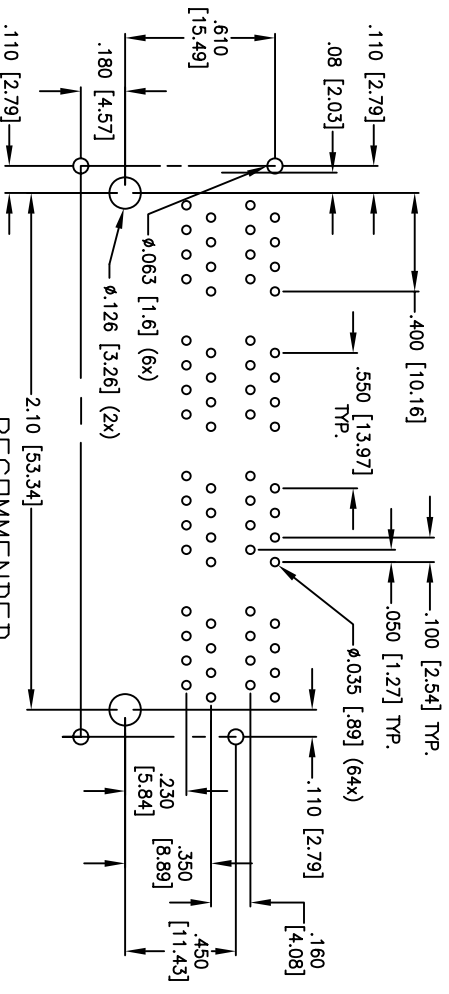 .110 [2.79]
.180 [4.57]
.610
[15.49]
.08 [2.03]
.110 [2.79]
.400 [10.16]
.550 [13.97]
TYP.
.100 [2.54] TYP.
.050 [1.27] TYP.
ø.035 [.89] (64x)
ø.063 [1.6] (6x)
ø.126 [3.26] (2x)
2.10 [53.34]
.110 [2.79]
.230
[5.84]
.350
[8.89]
.450
[11.43]
.160
[4.08]
RECOMMENDED